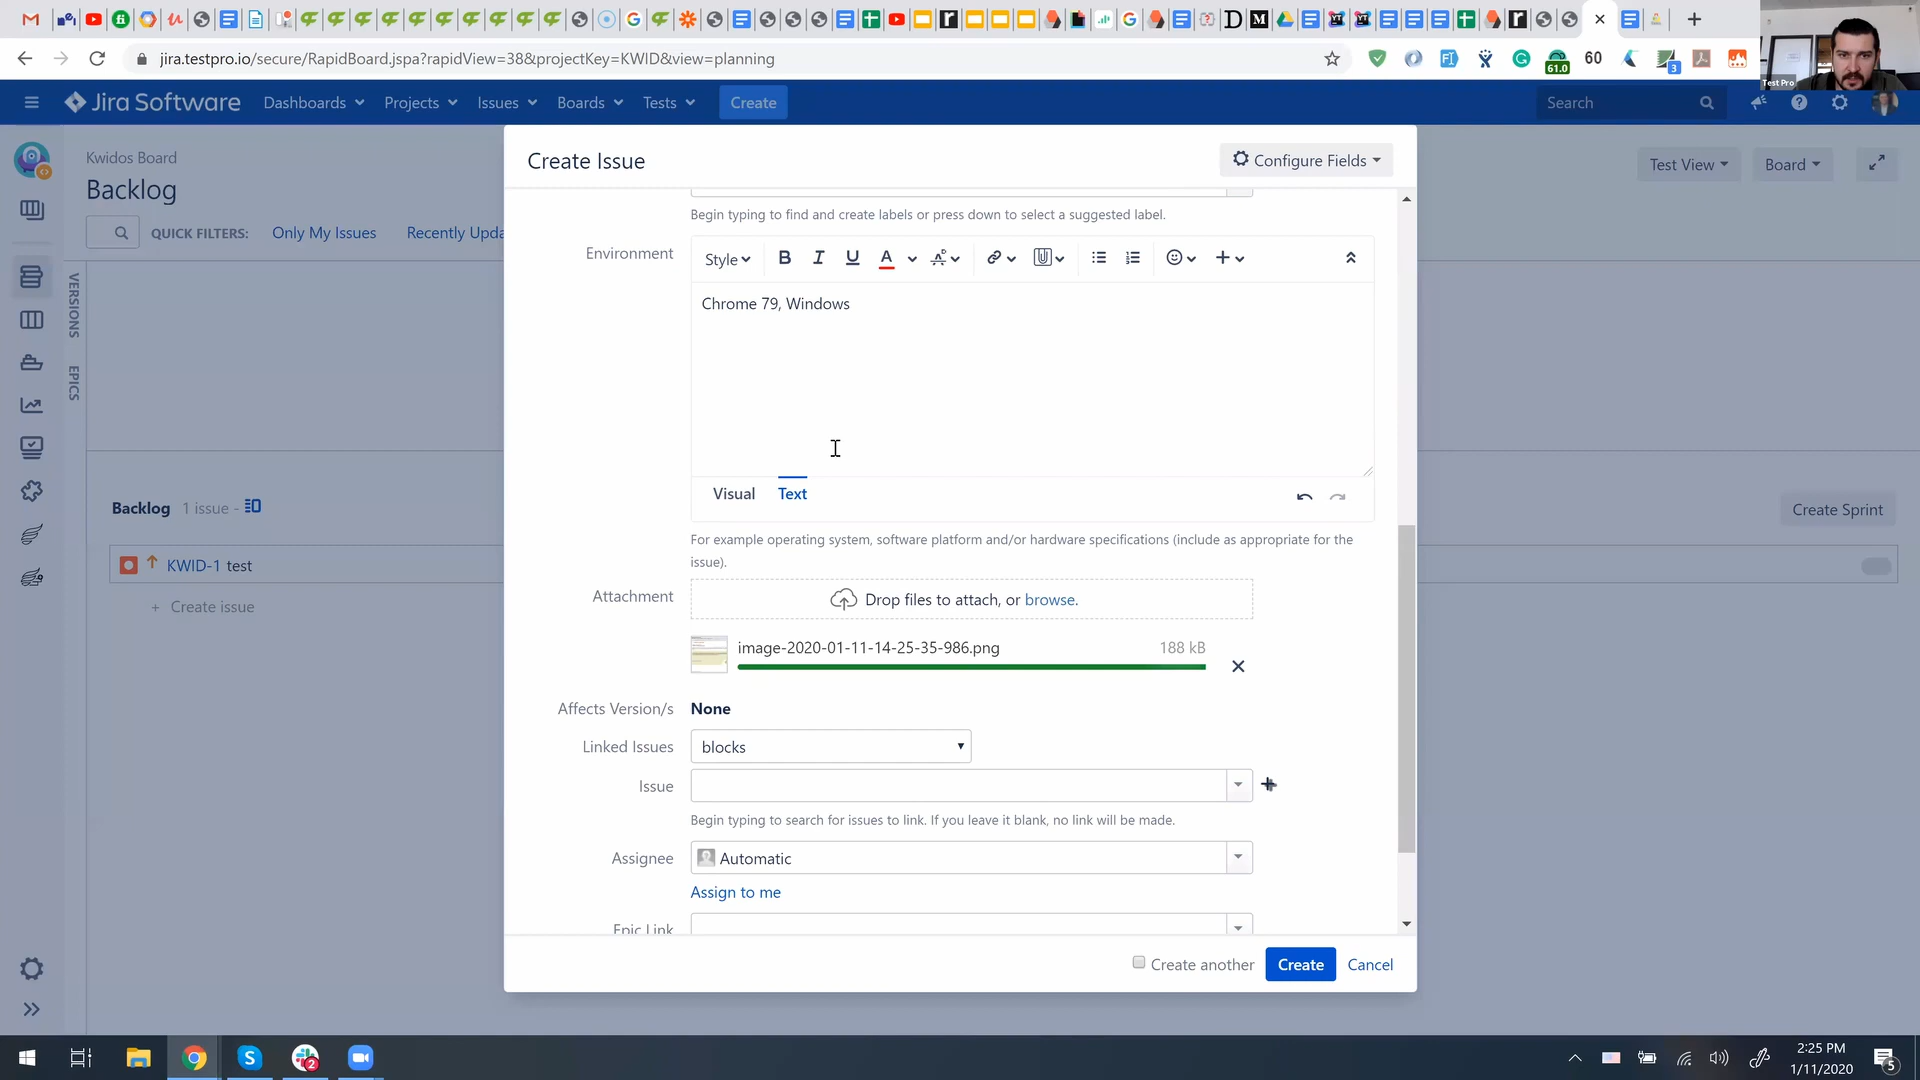 61.0
60
3
Test Pro
jira.testpro.io/secure/RapidBoard.jspa?rapidView=38&projectKey=KWID&view=planning
Jira Software
Dashboards
Projects
Issues
Boards
Tests
Create
Search
Kwidos Board
Backlog
QUICK FILTERS:
Only My Issues
Recently Upda
Test View
Board
VERSIONS
EPICS
Backlog 1 issue -
Create Sprint
KWID-1 test
+ Create issue
Create Issue
Configure Fields
Begin typing to find and create labels or press down to select a suggested label.
Environment
Style
B I U A
Chrome 79, Windows
Visual Text
For example operating system, software platform and/or hardware specifications (include as appropriate for the
issue).
Attachment
Drop files to attach, or browse.
image-2020-01-11-14-25-35-986.png
188 kB
Affects Version/s
None
Linked Issues
blocks
Issue
Begin typing to search for issues to link. If you leave it blank, no link will be made.
Assignee
Automatic
Assign to me
Epic Link
Create another
Create
Cancel
2
2:25 PM
1/11/2020
5